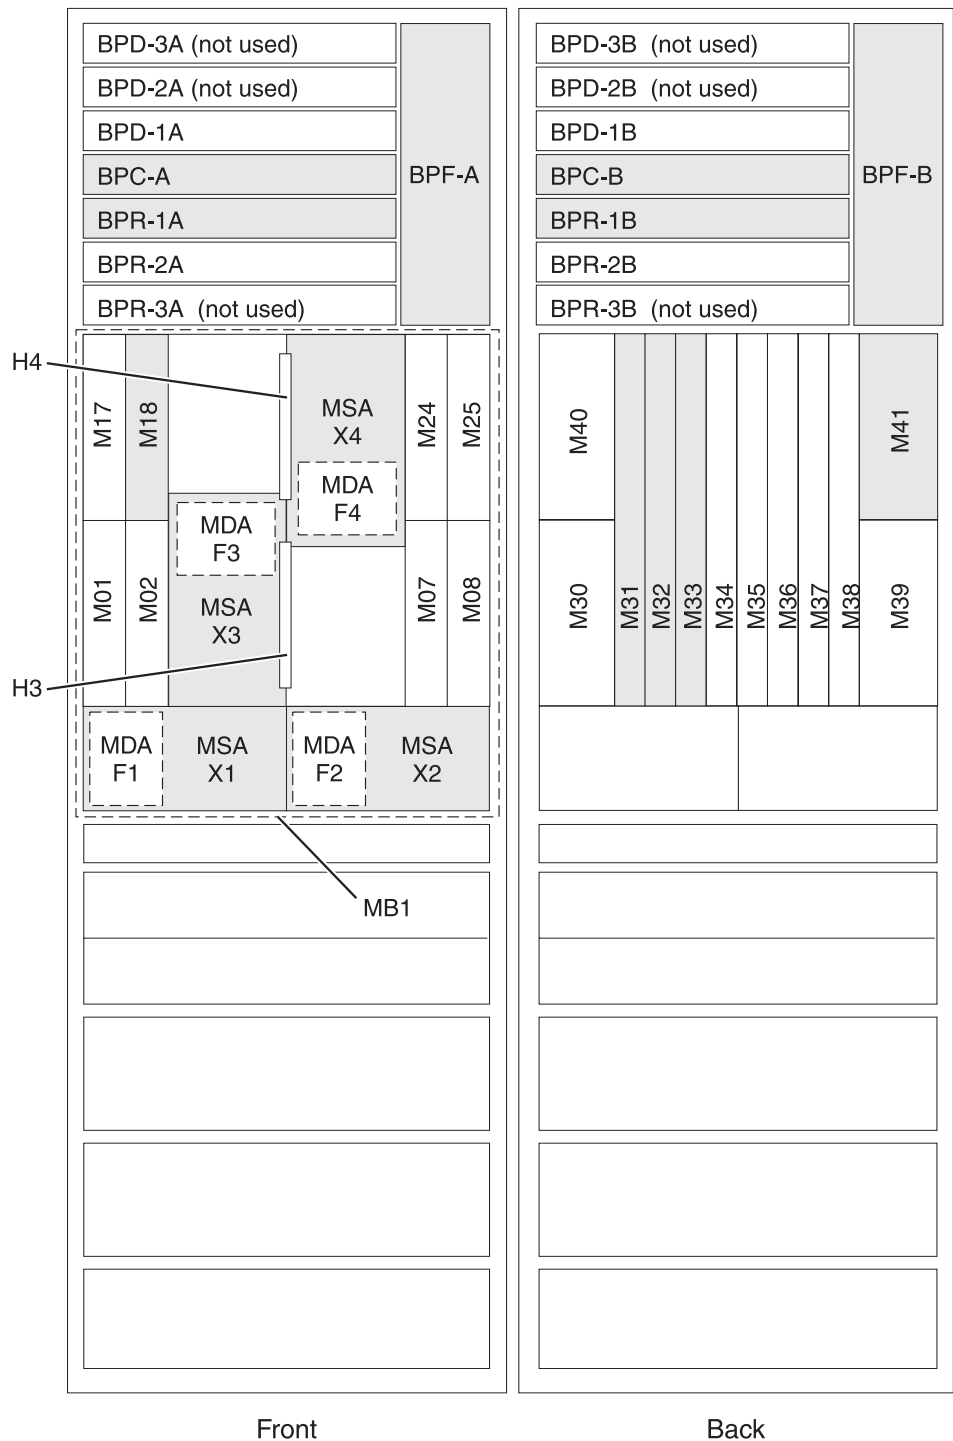 BPD-3A (not used)
BPD-2A (not used)
BPD-1A
BPC-A
BPF-A
BPR-1A
BPR-2A
BPR-3A (not used)
H4
M17
M18
MSA
X4
MDA
F4
M24
M25
MDA
F3
MSA
X3
M01
M02
M07
M08
H3
MDA
F1
MSA
X1
MDA
F2
MSA
X2
MB1
Front
BPD-3B (not used)
BPD-2B (not used)
BPD-1B
BPC-B
BPF-B
BPR-1B
BPR-2B
BPR-3B (not used)
M40
M41
M30
M31
M32
M33
M34
M35
M36
M37
M38
M39
Back